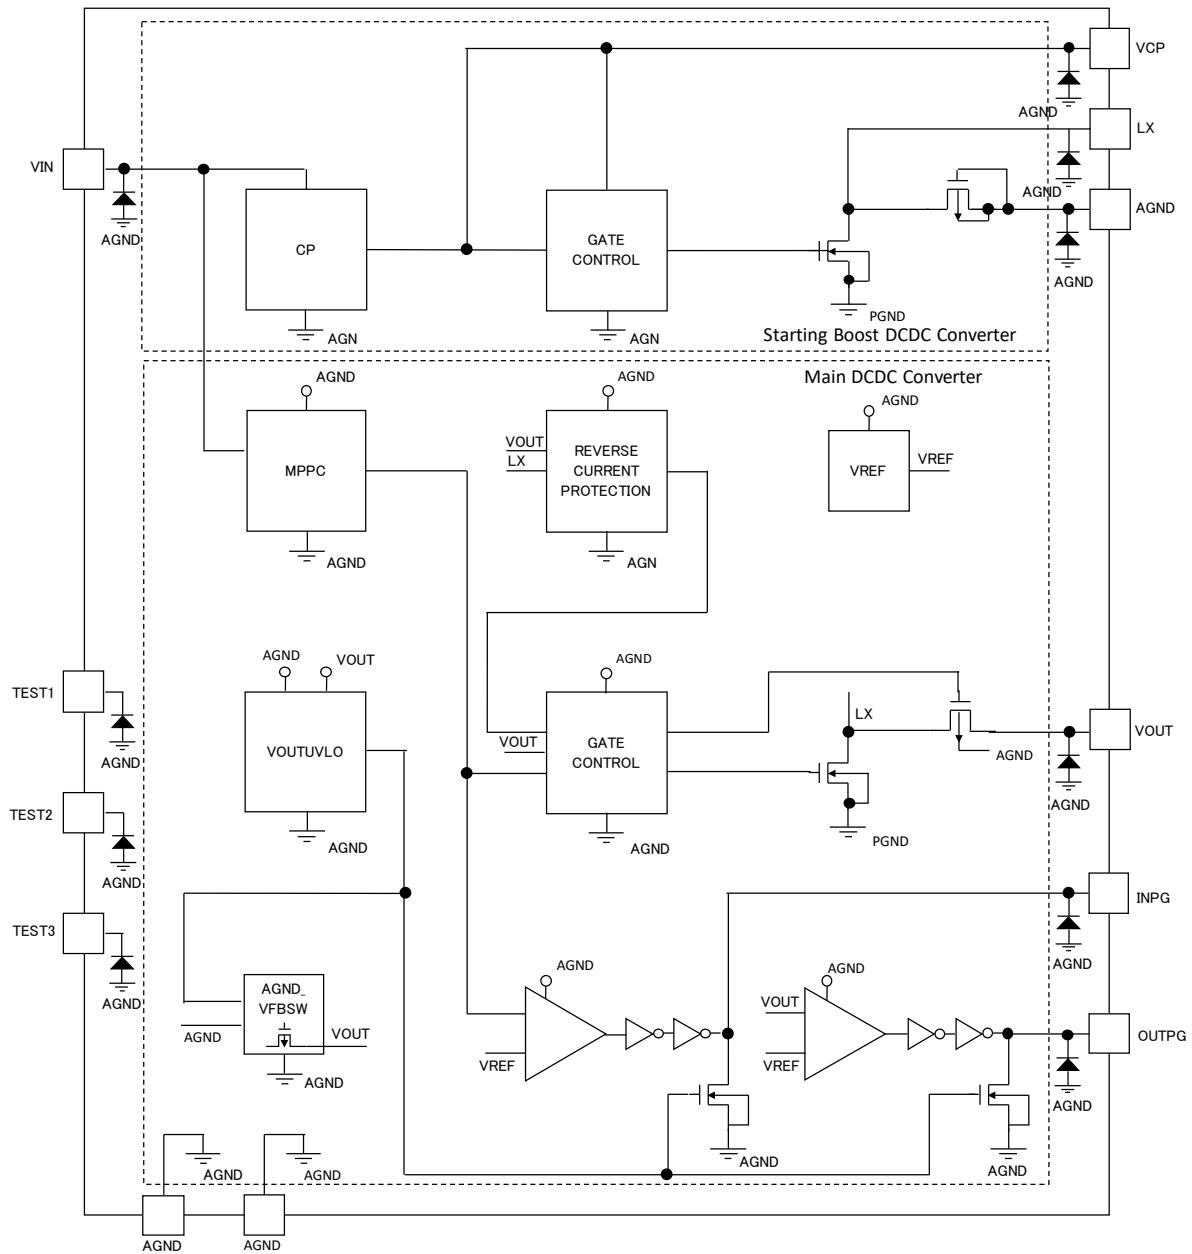 VCP
AGND
LX
VIN
AGND
AGND
AGND
CP
GATE
CONTROL
AGND
PGND
AGN
AGN
Starting Boost DCDC Converter
Main DCDC Converter
AGND
AGND
AGND
VOUT
LX
MPPC
REVERSE
CURRENT
PROTECTION
VREF
VREF
AGND
AGN
AGND
VOUT
AGND
TEST1
LX
VOUT
VOUTUVLO
VOUT
GATE
CONTROL
AGND
AGND
AGND
TEST2
AGND
AGND
PGND
AGND
INPG
TEST3
AGND
AGND
AGND
AGND
AGND_
VFBSW
VOUT
AGND
VOUT
OUTPG
VREF
VREF
AGND
AGND
AGND
AGND
AGND
AGND
AGND
AGND